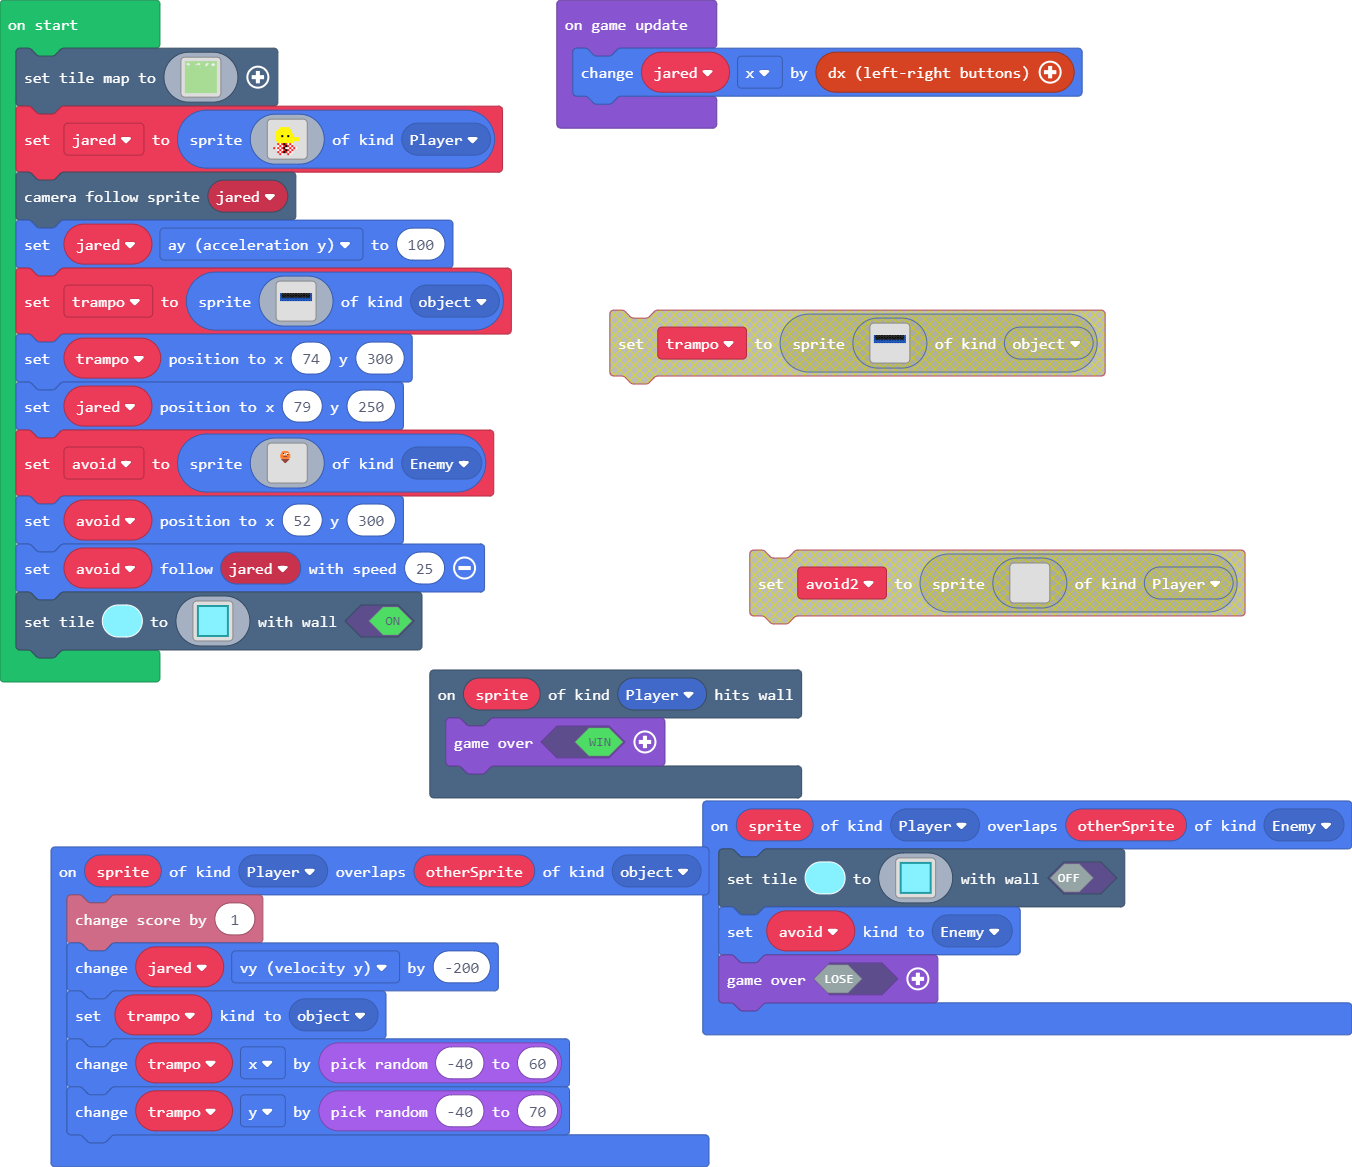 on start
set tile map to
set jared to sprite of kind Player
camera follow sprite jared
set jared ay (acceleration y) to 100
set trampo to sprite of kind object
set trampo position to x 74 y 300
set jared position to x 79 y 250
set avoid to sprite of kind Enemy
set avoid position to x 52 y 300
set avoid follow jared with speed 25
set tile to with wall ON
on game update
change jared x by dx (left-right buttons)
set trampo to sprite of kind object
set avoid2 to sprite of kind Player
on sprite of kind Player hits wall
game over WIN
on sprite of kind Player overlaps otherSprite of kind Enemy
set tile to with wall OFF
set avoid kind to Enemy
game over LOSE
on sprite of kind Player overlaps otherSprite of kind object
change score by 1
change jared vy (velocity y) by -200
set trampo kind to object
change trampo x by pick random -40 to 60
change trampo y by pick random -40 to 70